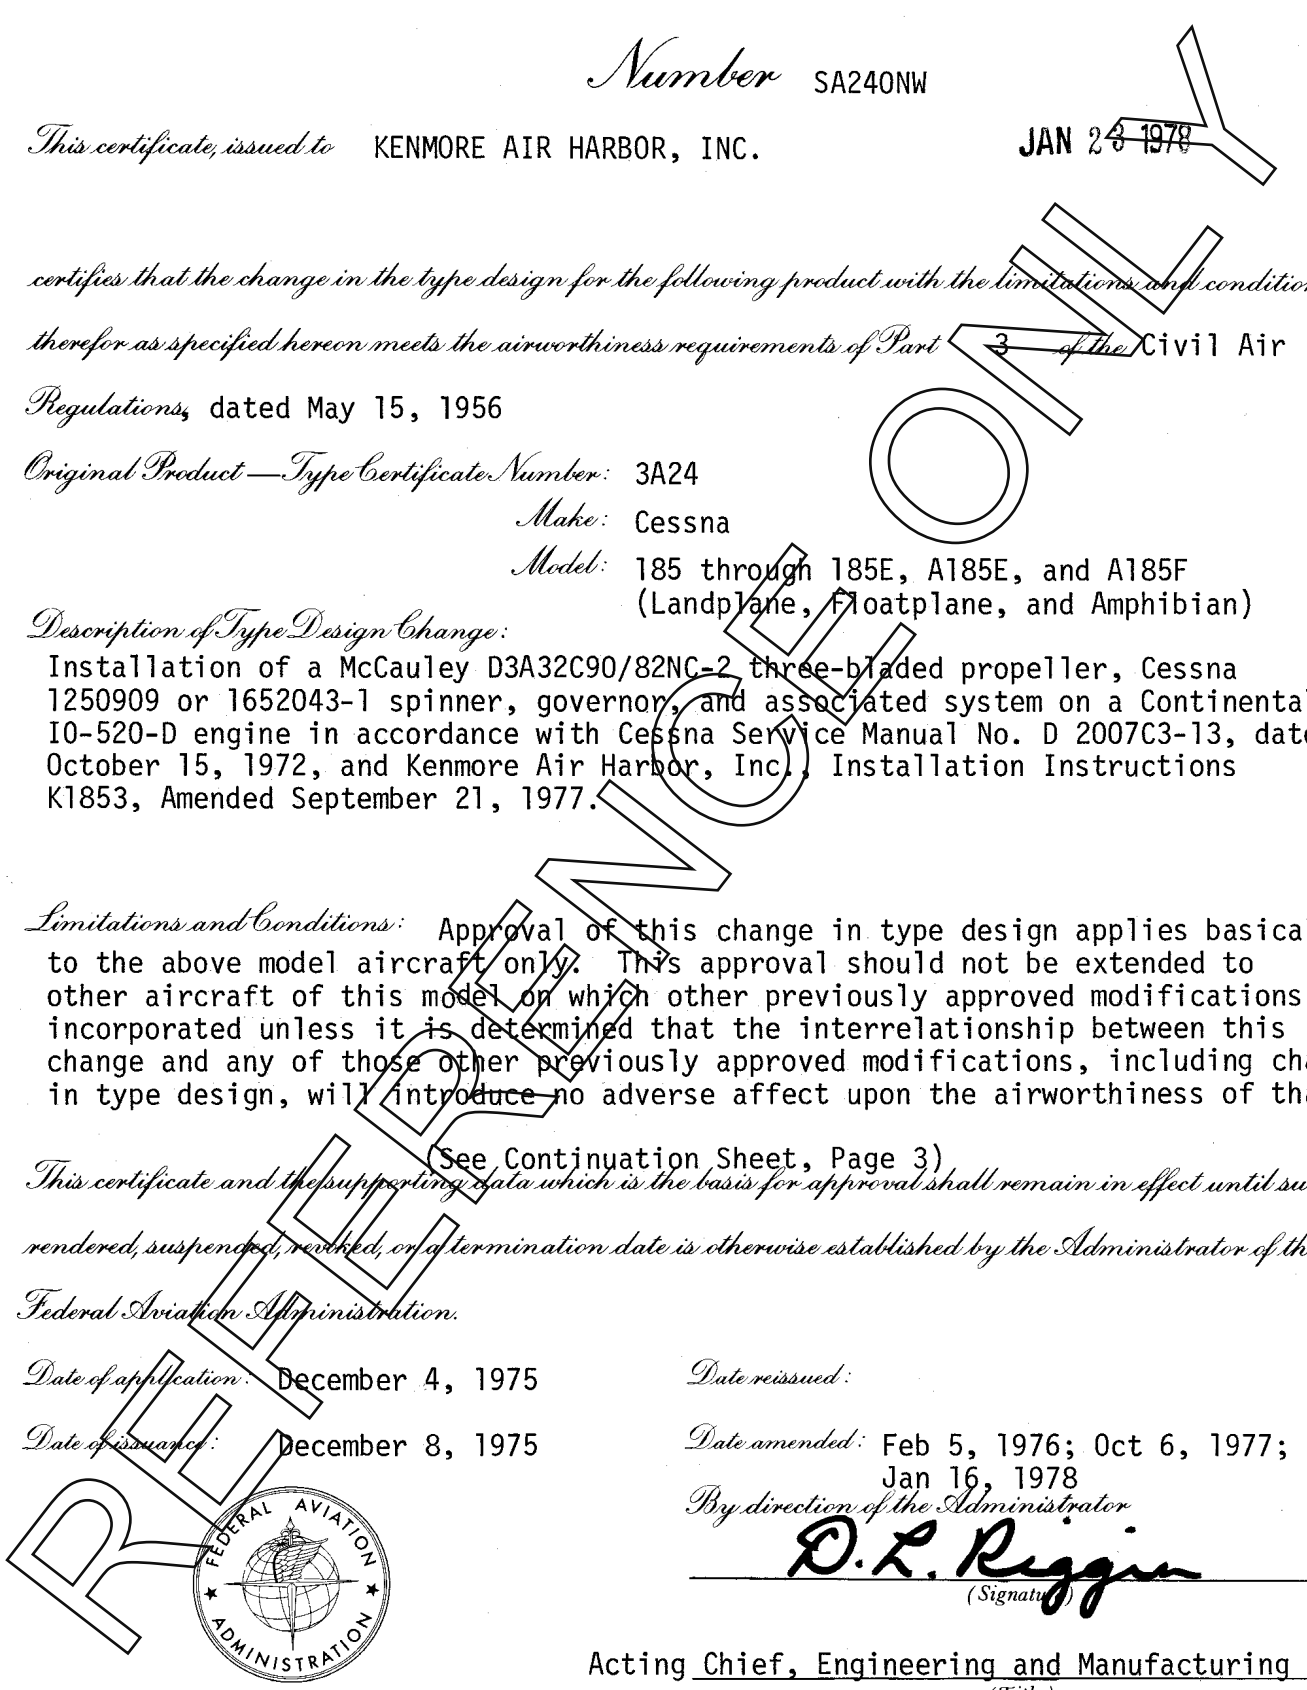 Number SA240NW
This certificate, issued to KENMORE AIR HARBOR, INC. JAN 23 1978
certifies that the change in the type design for the following product with the limitations and
therefor as specified hereon meets the airworthiness requirements of Part 3 of the Civil Air
Regulations, dated May 15, 1956
Original Product — Type Certificate Number: 3A24
Make: Cessna
Model: 185 through 185E, A185E, and A185F
(Landplane, Floatplane, and Amphibian)
Description of Type Design Change:
Installation of a McCauley D3A32C90/82NC-2 three-bladed propeller, Cessna
1250909 or 1652043-1 spinner, governor, and associated system on a Continenta
IO-520-D engine in accordance with Cessna Service Manual No. D 2007C3-13, date
October 15, 1972, and Kenmore Air Harbor, Inc., Installation Instructions
K1853, Amended September 21, 1977.
Limitations and Conditions: Approval of this change in type design applies basica
to the above model aircraft only. This approval should not be extended to
other aircraft of this model on which other previously approved modifications
incorporated unless it is determined that the interrelationship between this
change and any of those other previously approved modifications, including cha
in type design, will introduce no adverse affect upon the airworthiness of tha
(See Continuation Sheet, Page 3)
This certificate and the supporting data which is the basis for approval shall remain in effect until su
rendered, suspended, revoked, or a termination date is otherwise established by the Administrator of th
Federal Aviation Administration.
Date of application: December 4, 1975
Date reissued:
Date of issuance: December 8, 1975
Date amended: Feb 5, 1976; Oct 6, 1977;
Jan 16, 1978
By direction of the Administrator
D. L. Riggin
(Signature)
Acting Chief, Engineering and Manufacturing
FEDERAL AVIATION
ADMINISTRATION
REFERENCE ONLY